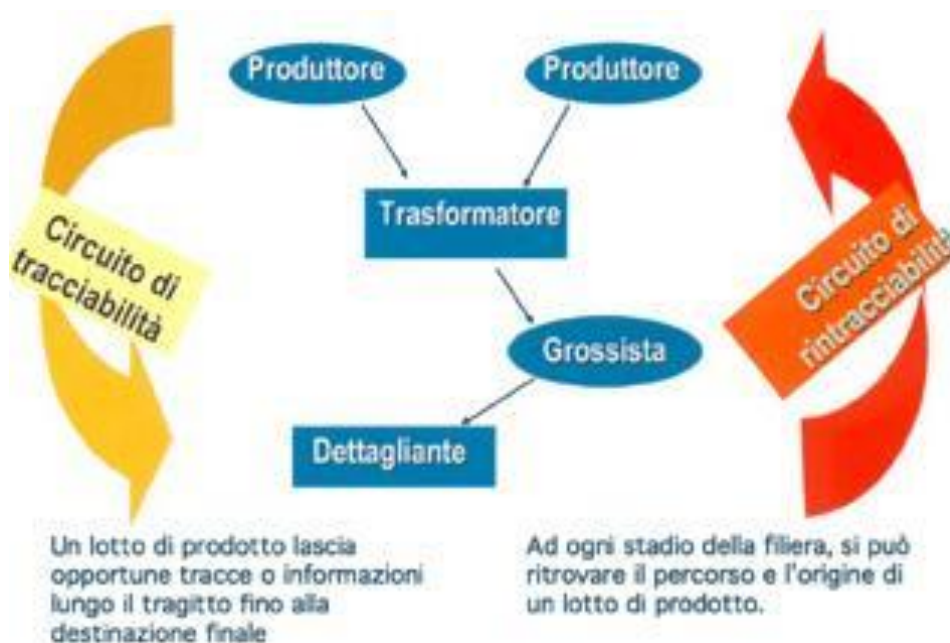 Produttore
Produttore
Trasformatore
Grossista
Dettagliante
Circuito di
tracciabilità
Circuito di
rintracciabilità
Un lotto di prodotto lascia
opportune tracce o informazioni
lungo il tragitto fino alla
destinazione finale
Ad ogni stadio della filiera, si può
ritrovare il percorso e l'origine di
un lotto di prodotto.